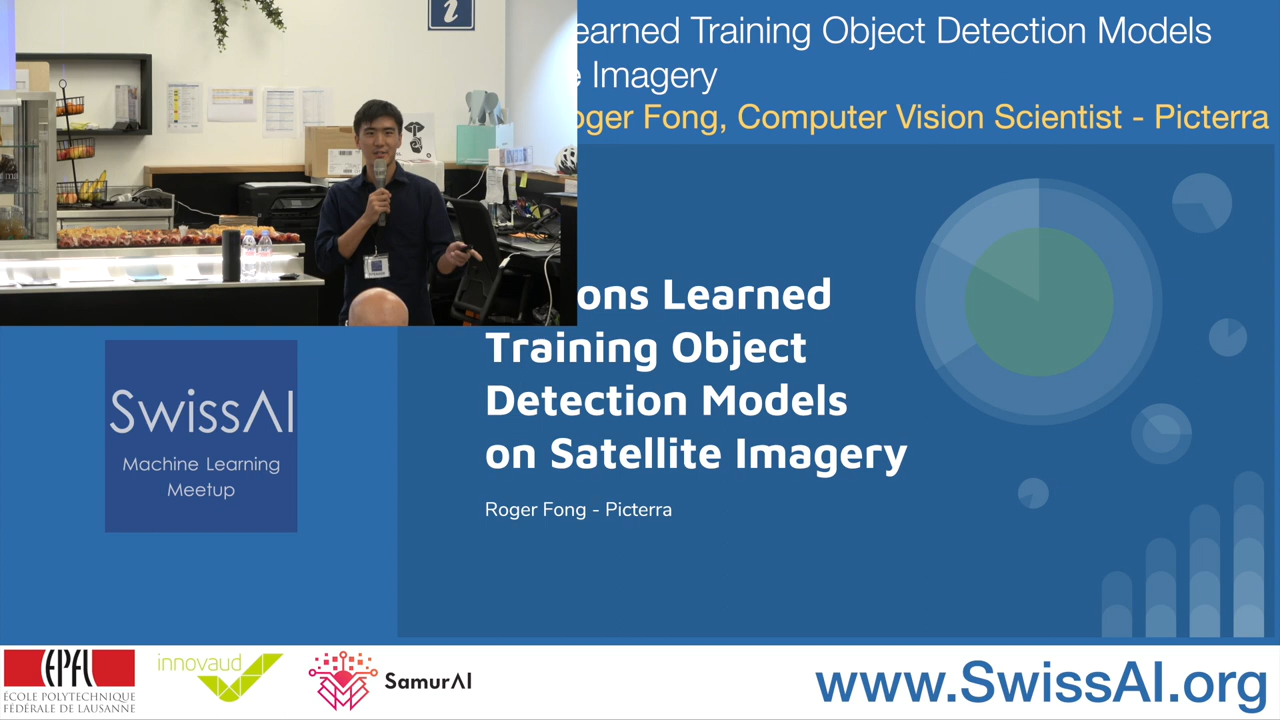 earned Training Object Detection Models
Imagery
oger Fong, Computer Vision Scientist - Picterra
ons Learned
Training Object
Detection Models
on Satellite Imagery
Roger Fong - Picterra
SwissAI
Machine Learning
Meetup
EPFL
ÉCOLE POLYTECHNIQUE
FÉDÉRALE DE LAUSANNE
innovaud
SamurAI
www.SwissAI.org